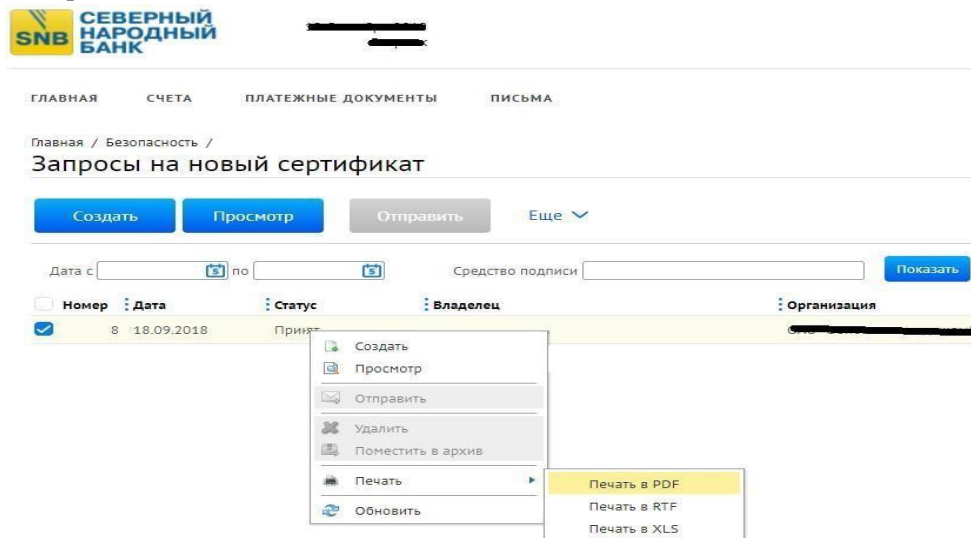 SNB СЕВЕРНЫЙ
НАРОДНЫЙ
БАНК
ГЛАВНАЯ СЧЕТА ПЛАТЕЖНЫЕ ДОКУМЕНТЫ ПИСЬМА
Главная / Безопасность /
Запросы на новый сертификат
Создать Просмотр Отправить Еще
Дата с по Средство подписи Показать
Номер Дата Статус Владелец Организация
8 18.09.2018 Принят
Создать
Просмотр
Отправить
Удалить
Поместить в архив
Печать
Обновить
Печать в PDF
Печать в RTF
Печать в XLS